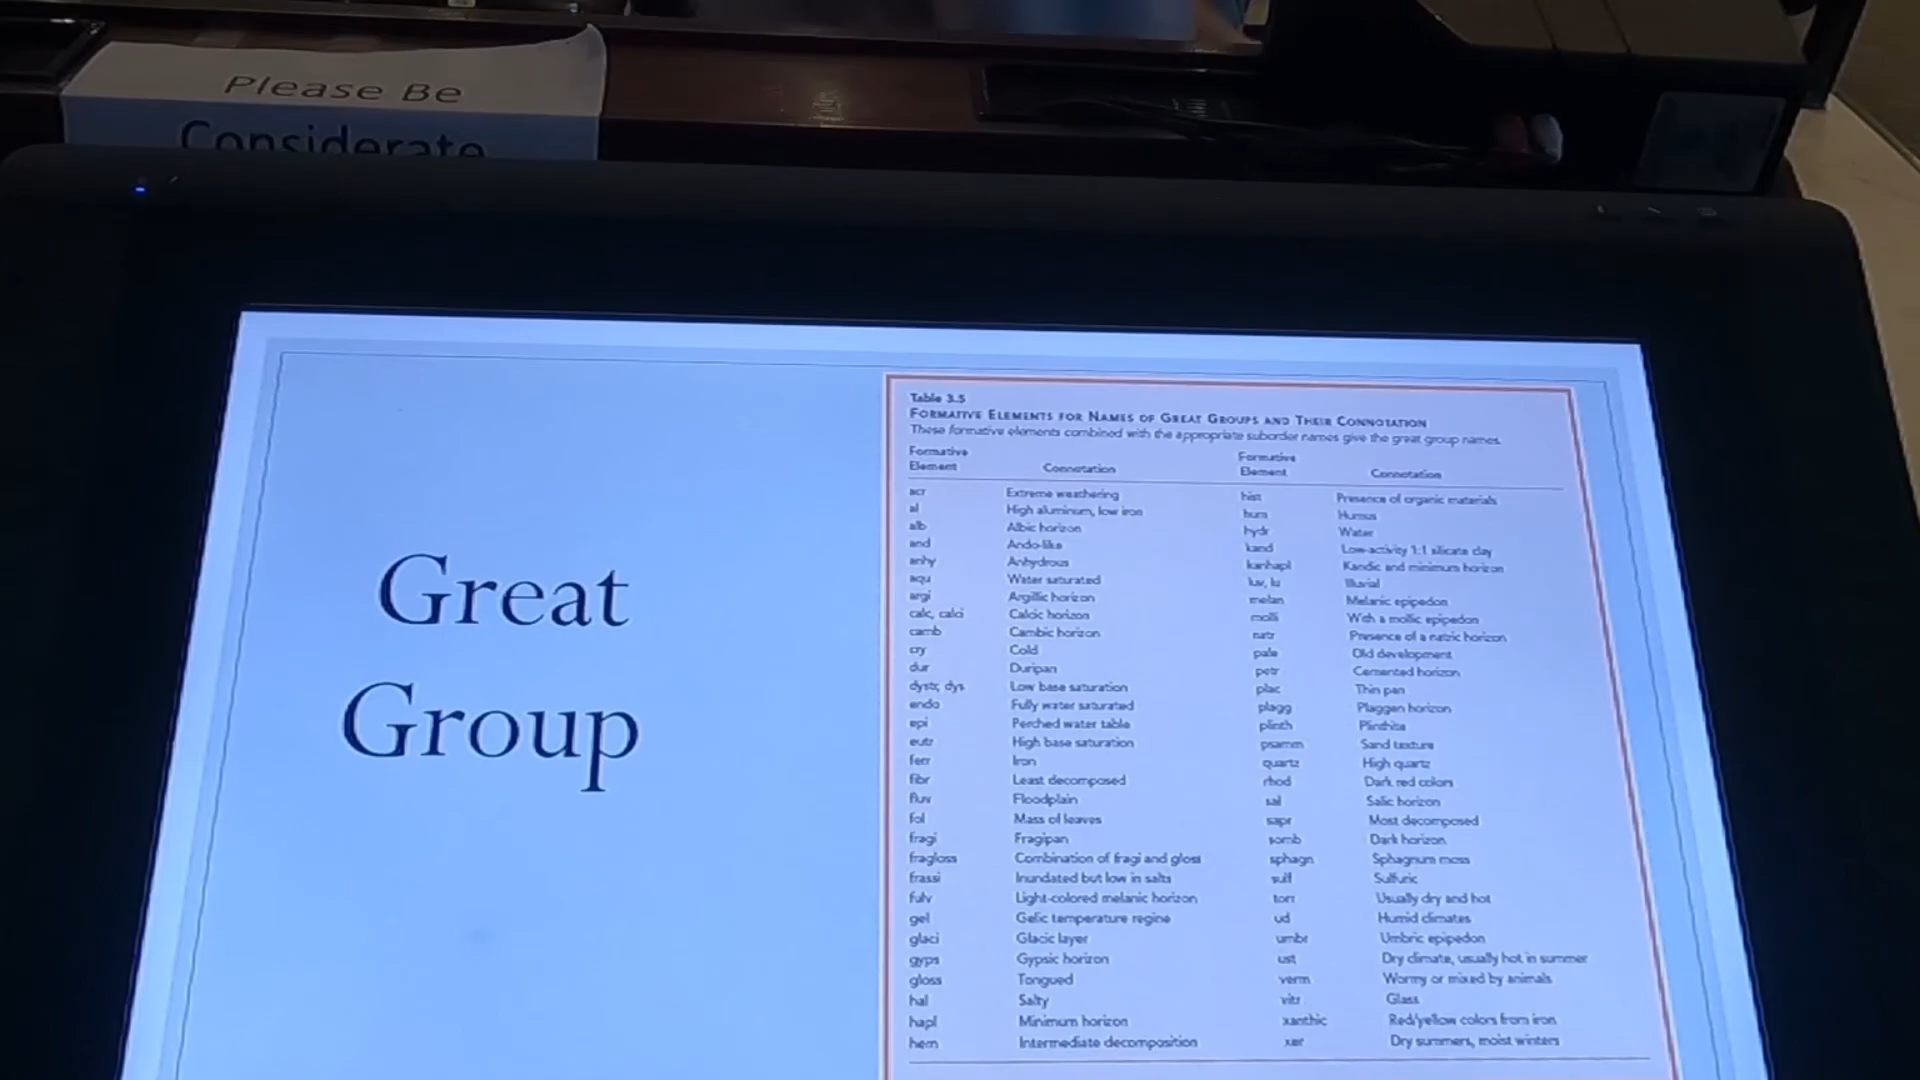 Please Be
Considerate
Great
Group
Table 3.5
FORMATIVE ELEMENTS FOR NAMES OF GREAT GROUPS AND THEIR CONNOTATION
These formative elements combined with the appropriate suborder names give the great group names.
Formative Element Connotation Formative Element Connotation
acr Extreme weathering hist Presence of organic materials
al High aluminum, low iron hum Humus
alb Albic horizon hydr Water
and Ando-like kand Low-activity 1:1 silicate clay
anhy Anhydrous kanhapl Kandic and minimum horizon
aqu Water saturated luv, lu Illuvial
argi Argillic horizon melan Melanic epipedon
calc, calci Calcic horizon molli With a mollic epipedon
camb Cambic horizon natr Presence of a natric horizon
cry Cold pale Old development
dur Duripan petr Cemented horizon
dystr, dys Low base saturation plac Thin pan
endo Fully water saturated plagg Plaggen horizon
epi Perched water table plinth Plinthite
eutr High base saturation psamm Sand texture
ferr Iron quartz High quartz
fibr Least decomposed rhod Dark red colors
fluv Floodplain sal Salic horizon
fol Mass of leaves sapr Most decomposed
fragi Fragipan somb Dark horizon
fragloss Combination of fragi and gloss sphagn Sphagnum moss
frassi Inundated but low in salts sulf Sulfuric
fulv Light-colored melanic horizon torr Usually dry and hot
gel Gelic temperature regine ud Humid climates
glaci Glacic layer umbr Umbric epipedon
gyps Gypsic horizon ust Dry climate, usually hot in summer
gloss Tongued verm Wormy or mixed by animals
hal Salty vitr Glass
hapl Minimum horizon xanthic Red/yellow colors from iron
hem Intermediate decomposition xer Dry summers, moist winters